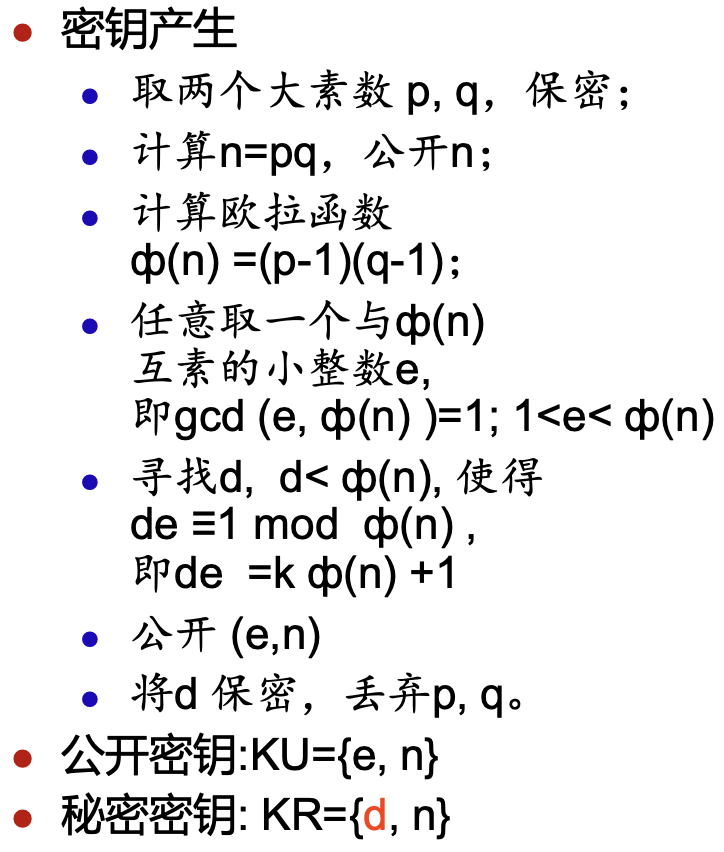 密钥产生
取两个大素数 p, q，保密；
计算n=pq，公开n；
计算欧拉函数
ф(n) =(p-1)(q-1)；
任意取一个与ф(n)
互素的小整数e,
即gcd (e, ф(n) )=1; 1<e< ф(n)
寻找d, d< ф(n), 使得
de ≡1 mod ф(n) ,
即de =k ф(n) +1
公开 (e,n)
将d 保密，丢弃p, q。
公开密钥:KU={e, n}
秘密密钥: KR={d, n}